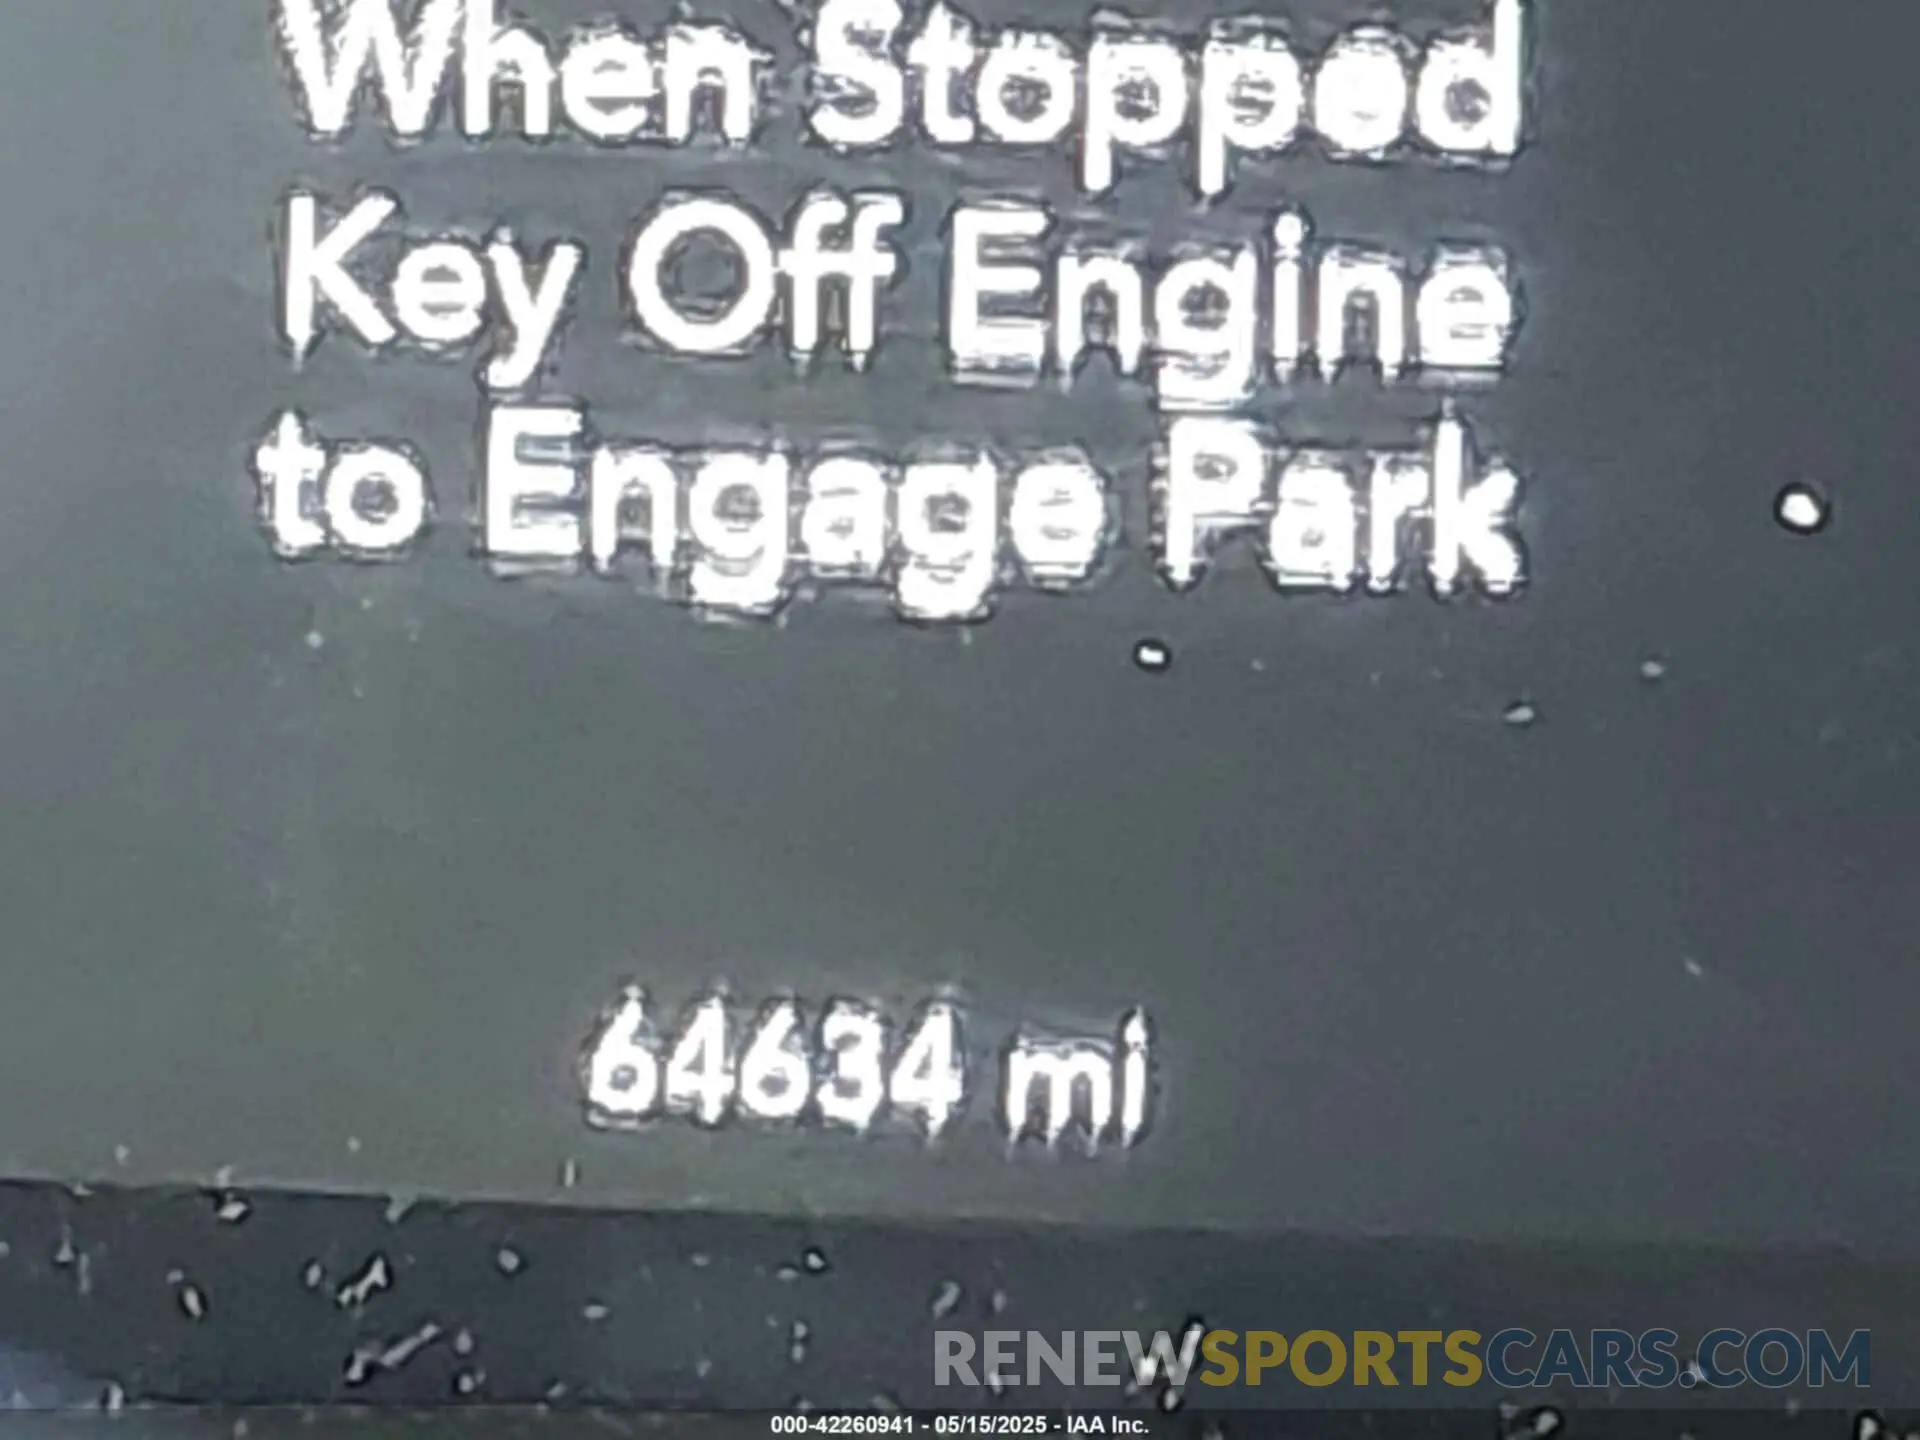 When Stopped
Key Off Engine
to Engage Park
64634 mi
RENEWSPORTSCARS.COM
000-42260941 - 05/15/2025 - IAA Inc.